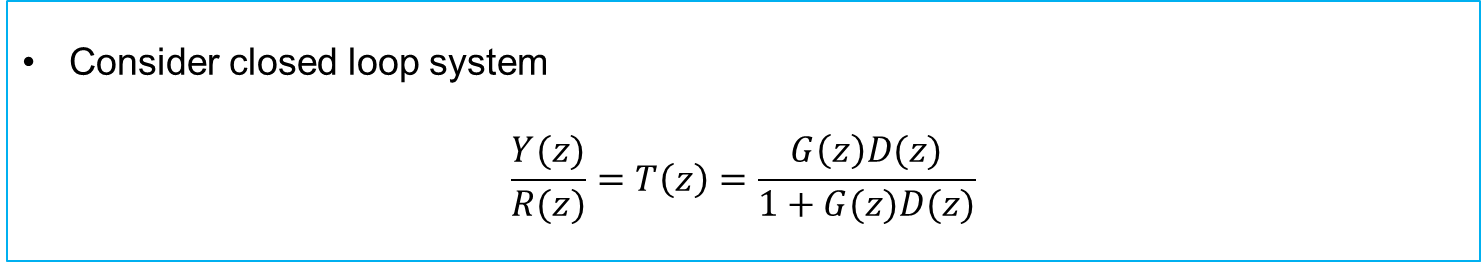 • Consider closed loop system
Y(z)/R(z) = T(z) = G(z)D(z)/1 + G(z)D(z)